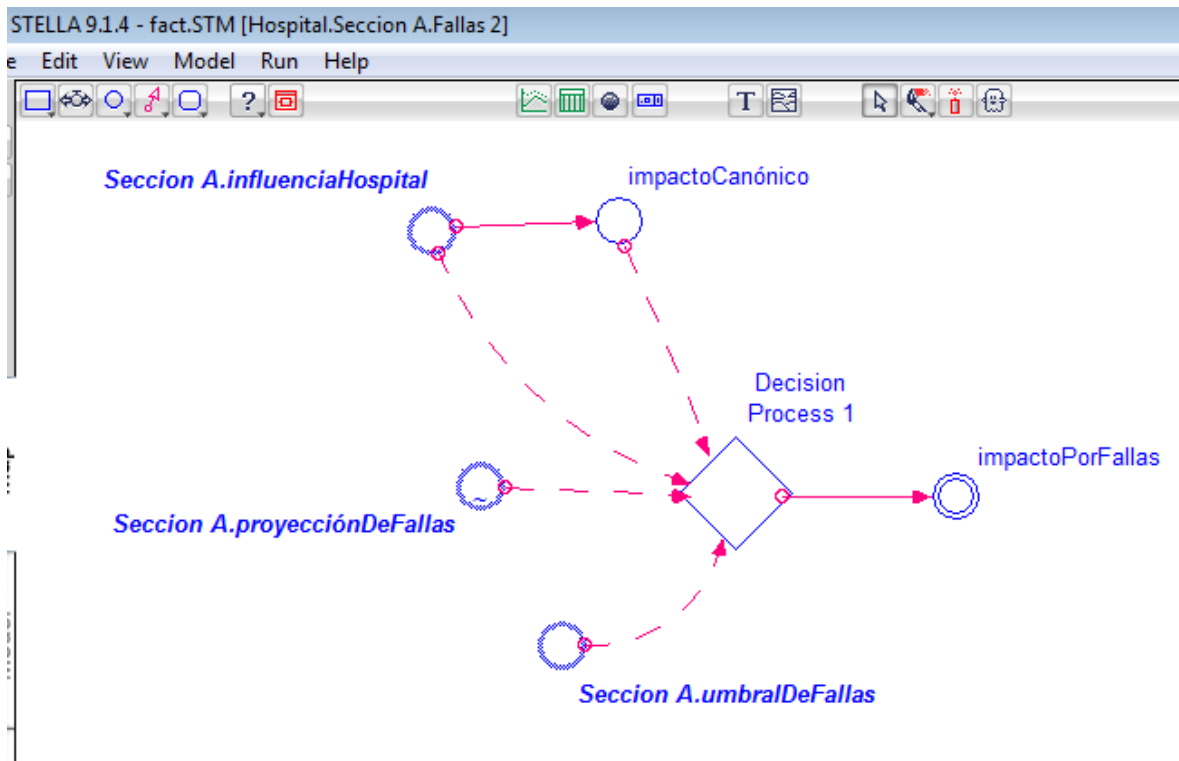 STELLA 9.1.4 - fact.STM [Hospital.Seccion A.Fallas 2]
Edit View Model Run Help
?
T
Seccion A.influenciaHospital
impactoCanónico
Decision
Process 1
impactoPorFallas
~
Seccion A.proyecciónDeFallas
Seccion A.umbralDeFallas